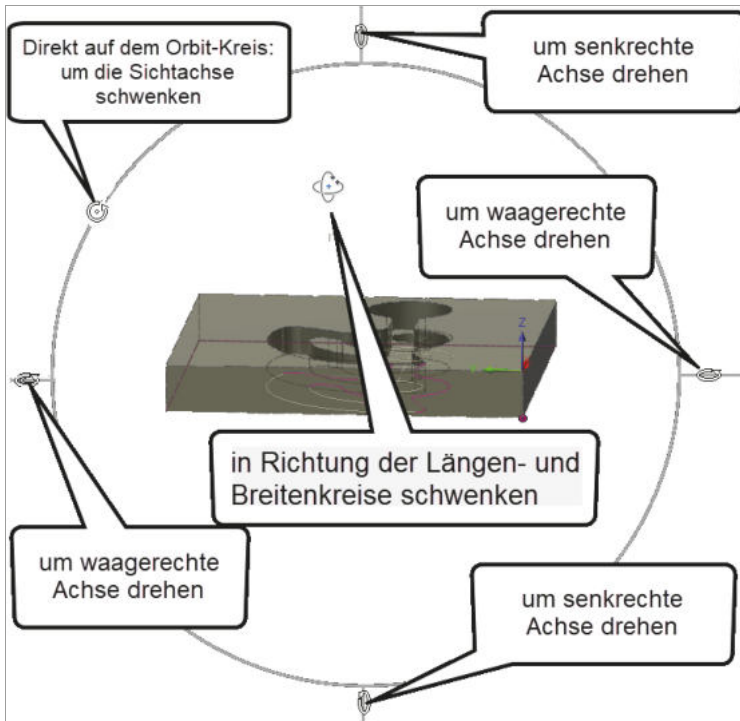 Direkt auf dem Orbit-Kreis:
um die Sichtachse
schwenken
um senkrechte
Achse drehen
um waagerechte
Achse drehen
Z
in Richtung der Längen- und
Breitenkreise schwenken
um waagerechte
Achse drehen
um senkrechte
Achse drehen